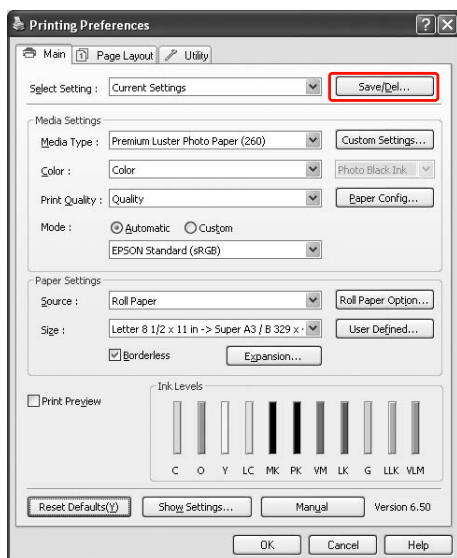 Printing Preferences
Main Page Layout Utility
Select Setting : Current Settings Save/Del...
Media Settings
Media Type : Premium Luster Photo Paper (260) Custom Settings...
Color : Color Photo Black Ink
Print Quality : Quality Paper Config...
Mode : Automatic Custom
EPSON Standard (sRGB)
Paper Settings
Source : Roll Paper Roll Paper Option...
Size : Letter 8 1/2 x 11 in -> Super A3 / B 329 x User Defined...
Borderless Expansion...
Print Preview
Ink Levels
C O Y LC MK PK VM LK G LLK VLM
Reset Defaults(Y) Show Settings... Manual Version 6.50
OK Cancel Help